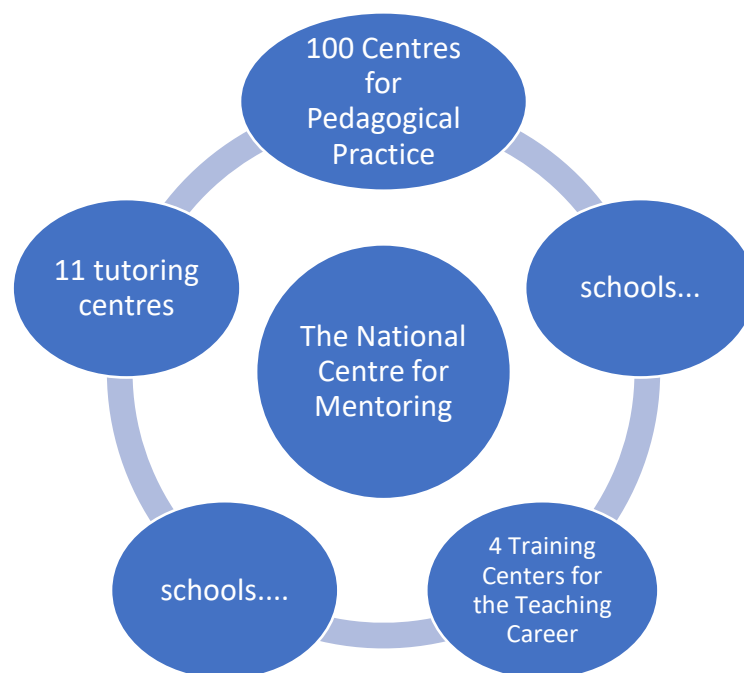 100 Centres
for
Pedagogical
Practice
11 tutoring
centres
schools...
The National
Centre for
Mentoring
schools....
4 Training
Centers for
the Teaching
Career